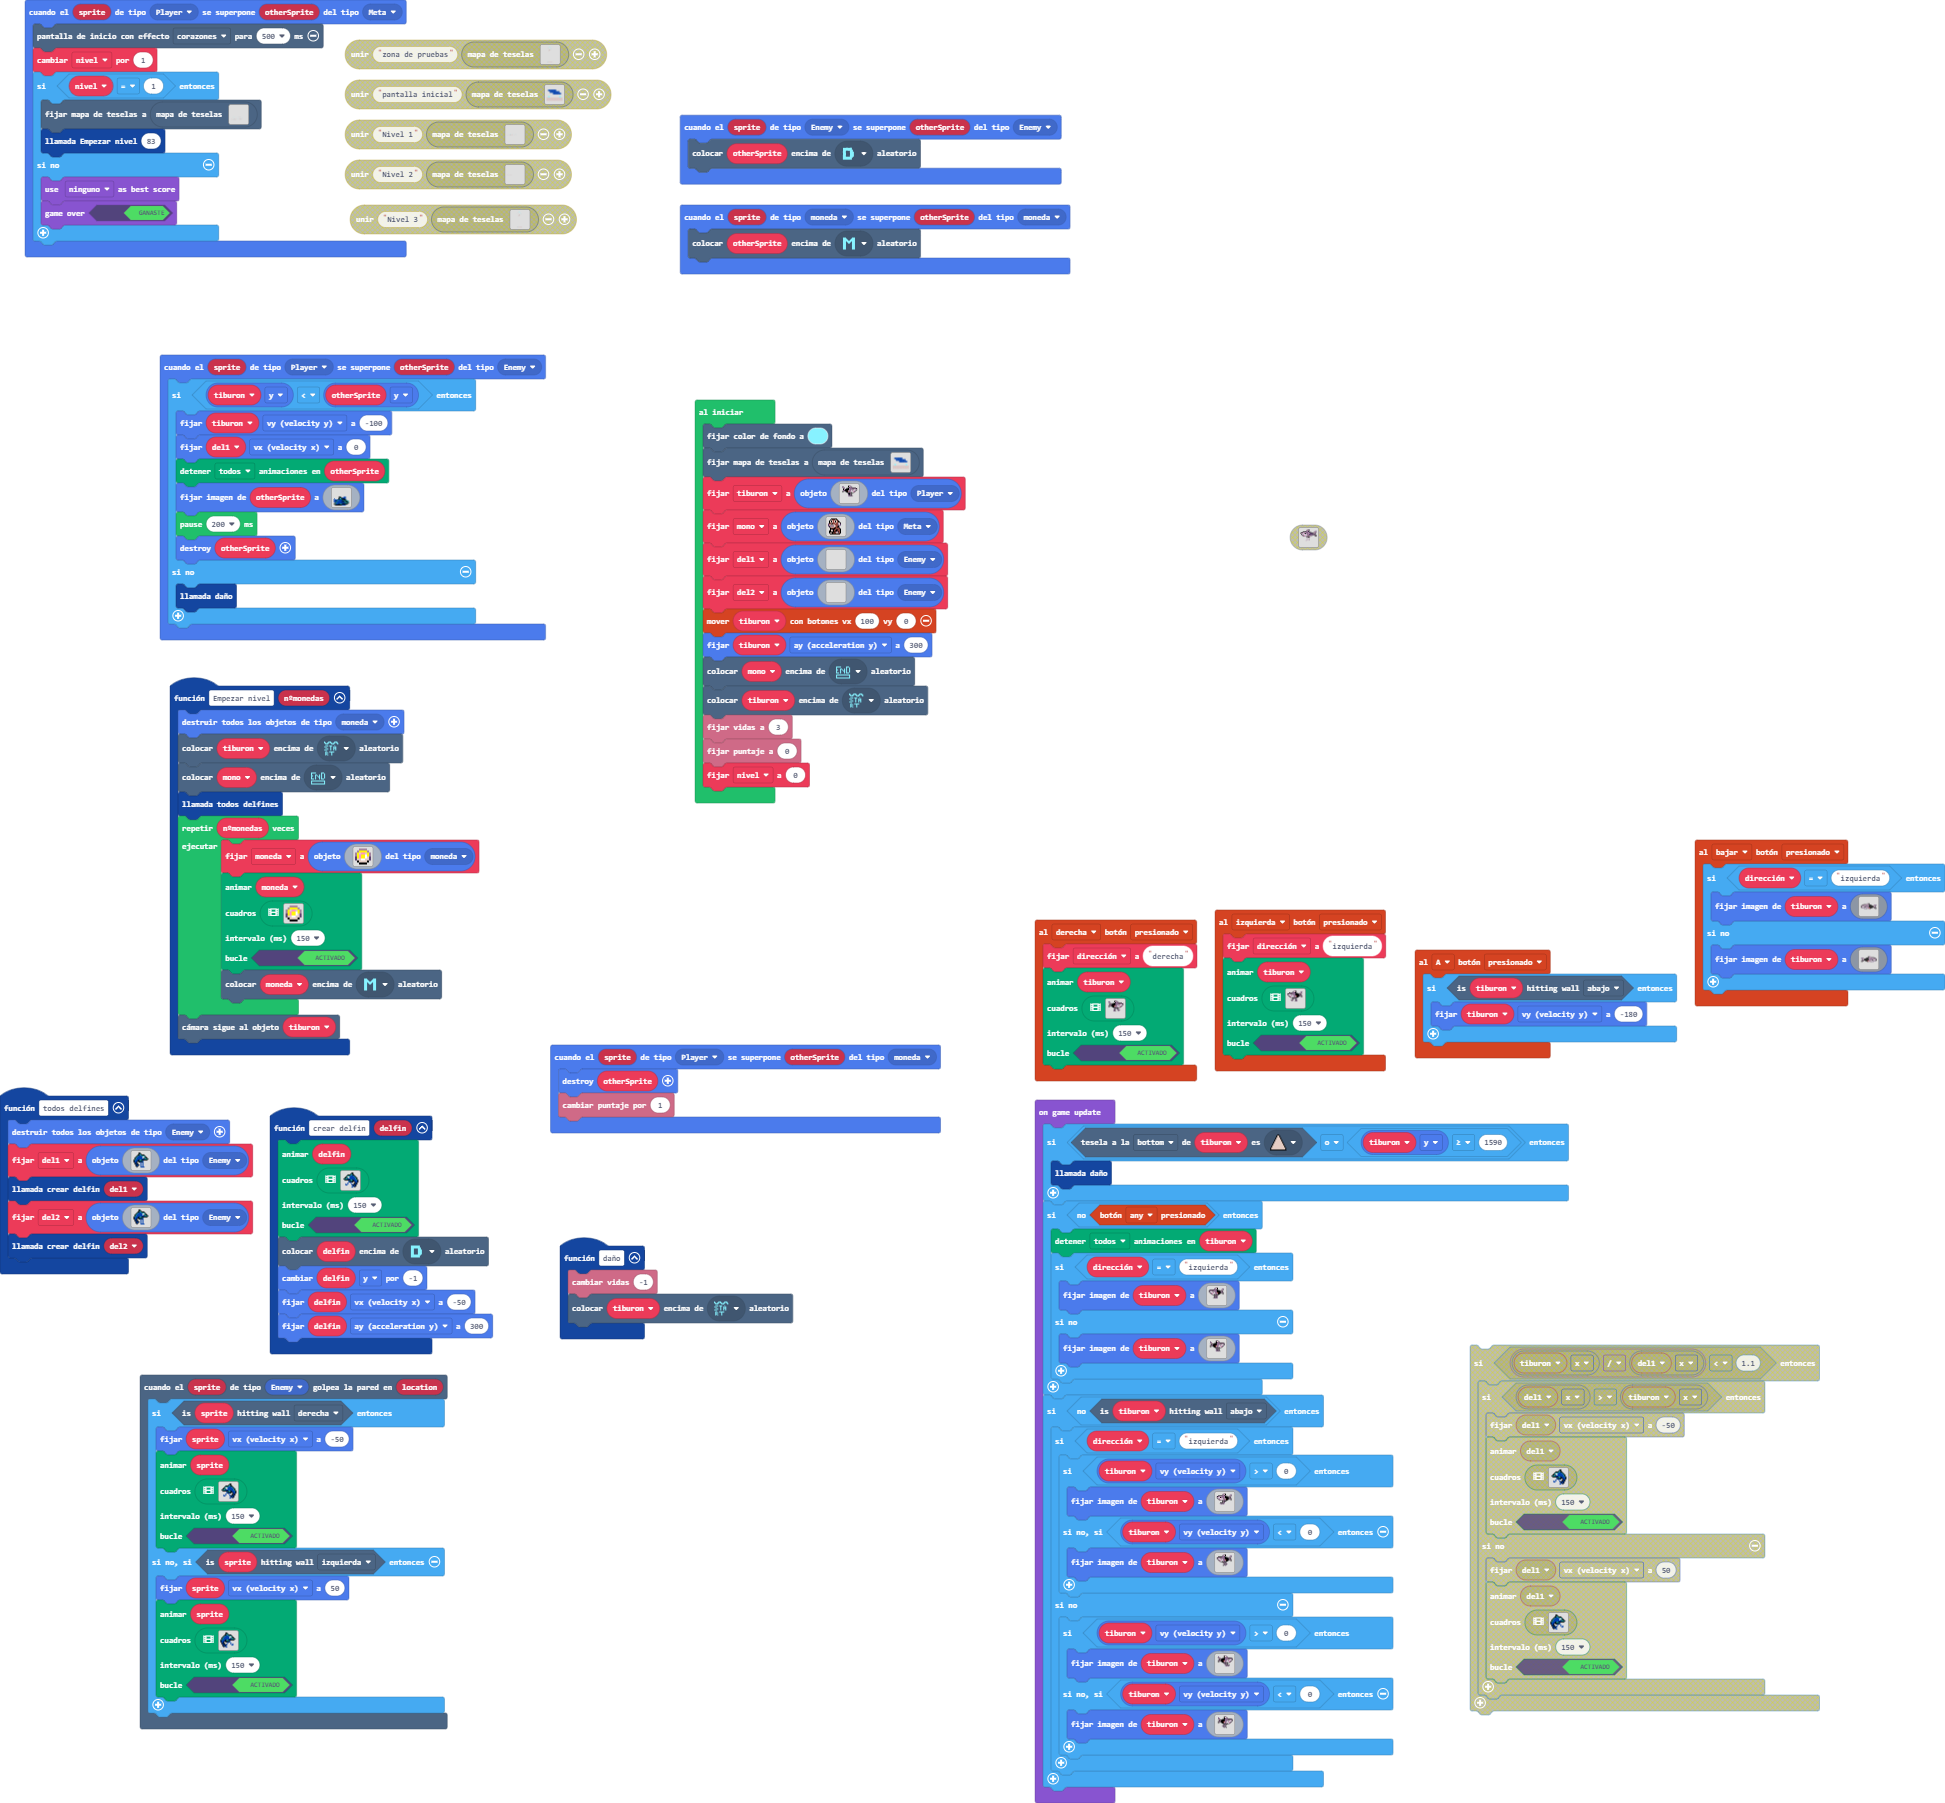 cuando el sprite de tipo Player se superpone otherSprite del tipo Meta
pantalla de inicio con effecto corazones para 500 ms
cambiar nivel por 1
si nivel = 1 entonces
fijar mapa de teselas a mapa de teselas
llamada Empezar nivel 83
si no
use ninguno as best score
game over GANASTE
unir "zona de pruebas" mapa de teselas
unir "pantalla inicial" mapa de teselas
unir "Nivel 1" mapa de teselas
unir "Nivel 2" mapa de teselas
unir "Nivel 3" mapa de teselas
cuando el sprite de tipo Enemy se superpone otherSprite del tipo Enemy
colocar otherSprite encima de D aleatorio
cuando el sprite de tipo moneda se superpone otherSprite del tipo moneda
colocar otherSprite encima de M aleatorio
cuando el sprite de tipo Player se superpone otherSprite del tipo Enemy
si tiburon y < otherSprite y entonces
fijar tiburon vy (velocity y) a -100
fijar del1 vx (velocity x) a 0
detener todos animaciones en otherSprite
fijar imagen de otherSprite a
pause 200 ms
destroy otherSprite
si no
llamada daño
al iniciar
fijar color de fondo a
fijar mapa de teselas a mapa de teselas
fijar tiburon a objeto del tipo Player
fijar mono a objeto del tipo Meta
fijar del1 a objeto del tipo Enemy
fijar del2 a objeto del tipo Enemy
mover tiburon con botones vx 100 vy 0
fijar tiburon ay (acceleration y) a 300
colocar mono encima de END aleatorio
colocar tiburon encima de START aleatorio
fijar vidas a 3
fijar puntaje a 0
fijar nivel a 0
función Empezar nivel nºmonedas
destruir todos los objetos de tipo moneda
colocar tiburon encima de START aleatorio
colocar mono encima de END aleatorio
llamada todos delfines
repetir nºmonedas veces
ejecutar
fijar moneda a objeto del tipo moneda
animar moneda
cuadros
intervalo (ms) 150
bucle ACTIVADO
colocar moneda encima de M aleatorio
cámara sigue al objeto tiburon
al derecha botón presionado
fijar dirección a "derecha"
animar tiburon
cuadros
intervalo (ms) 150
bucle ACTIVADO
al izquierda botón presionado
fijar dirección a "izquierda"
animar tiburon
cuadros
intervalo (ms) 150
bucle ACTIVADO
al A botón presionado
si is tiburon hitting wall abajo entonces
fijar tiburon vy (velocity y) a -180
al bajar botón presionado
si dirección = "izquierda" entonces
fijar imagen de tiburon a
si no
fijar imagen de tiburon a
cuando el sprite de tipo Player se superpone otherSprite del tipo moneda
destroy otherSprite
cambiar puntaje por 1
función todos delfines
destruir todos los objetos de tipo Enemy
fijar del1 a objeto del tipo Enemy
llamada crear delfin del1
fijar del2 a objeto del tipo Enemy
llamada crear delfin del2
función crear delfin delfin
animar delfin
cuadros
intervalo (ms) 150
bucle ACTIVADO
colocar delfin encima de D aleatorio
cambiar delfin y por -1
fijar delfin vx (velocity x) a -50
fijar delfin ay (acceleration y) a 300
función daño
cambiar vidas -1
colocar tiburon encima de START aleatorio
cuando el sprite de tipo Enemy golpea la pared en location
si is sprite hitting wall derecha entonces
fijar sprite vx (velocity x) a -50
animar sprite
cuadros
intervalo (ms) 150
bucle ACTIVADO
si no, si is sprite hitting wall izquierda entonces
fijar sprite vx (velocity x) a 50
animar sprite
cuadros
intervalo (ms) 150
bucle ACTIVADO
on game update
si tesela a la bottom de tiburon es o tiburon y ≥ 1590 entonces
llamada daño
si no botón any presionado entonces
detener todos animaciones en tiburon
si dirección = "izquierda" entonces
fijar imagen de tiburon a
si no
fijar imagen de tiburon a
si no is tiburon hitting wall abajo entonces
si dirección = "izquierda" entonces
si tiburon vy (velocity y) > 0 entonces
fijar imagen de tiburon a
si no, si tiburon vy (velocity y) < 0 entonces
fijar imagen de tiburon a
si no
si tiburon vy (velocity y) > 0 entonces
fijar imagen de tiburon a
si no, si tiburon vy (velocity y) < 0 entonces
fijar imagen de tiburon a
si tiburon x / del1 x < 1.1 entonces
si del1 x > tiburon x entonces
fijar del1 vx (velocity x) a -50
animar del1
cuadros
intervalo (ms) 150
bucle ACTIVADO
si no
fijar del1 vx (velocity x) a 50
animar del1
cuadros
intervalo (ms) 150
bucle ACTIVADO